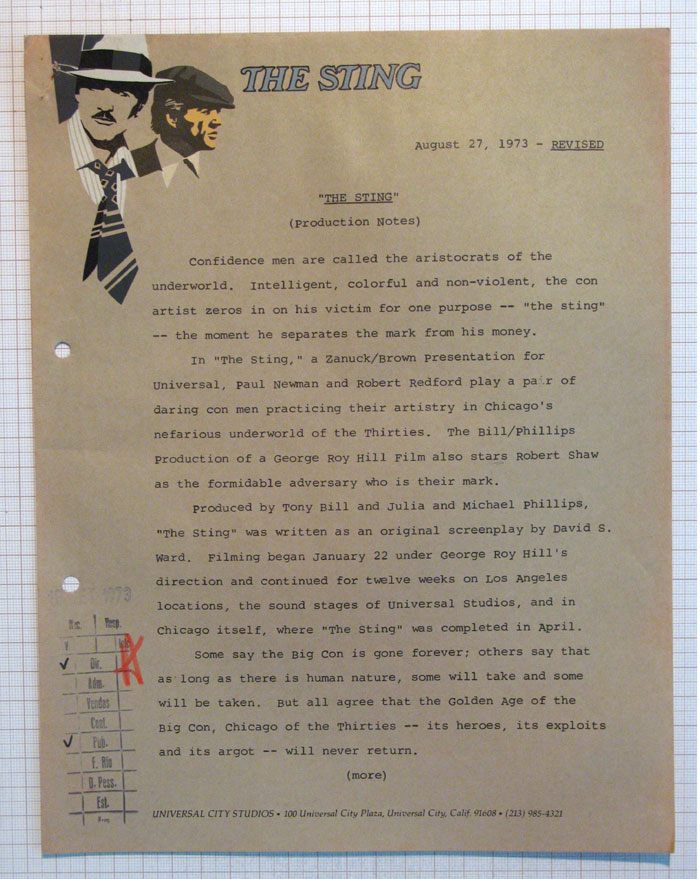 THE STING
August 27, 1973 - REVISED
"THE STING"
(Production Notes)
Confidence men are called the aristocrats of the
underworld. Intelligent, colorful and non-violent, the con
artist zeros in on his victim for one purpose -- "the sting"
-- the moment he separates the mark from his money.
In "The Sting," a Zanuck/Brown Presentation for
Universal, Paul Newman and Robert Redford play a pair of
daring con men practicing their artistry in Chicago's
nefarious underworld of the Thirties. The Bill/Phillips
Production of a George Roy Hill Film also stars Robert Shaw
as the formidable adversary who is their mark.
Produced by Tony Bill and Julia and Michael Phillips,
"The Sting" was written as an original screenplay by David S.
Ward. Filming began January 22 under George Roy Hill's
direction and continued for twelve weeks on Los Angeles
locations, the sound stages of Universal Studios, and in
Chicago itself, where "The Sting" was completed in April.
Some say the Big Con is gone forever; others say that
as long as there is human nature, some will take and some
will be taken. But all agree that the Golden Age of the
Big Con, Chicago of the Thirties -- its heroes, its exploits
and its argot -- will never return.
(more)
1973
Rec. Resp.
Dir.
Adm.
Vendas
Cont.
Pub.
F. Rio
D. Pess.
Est.
UNIVERSAL CITY STUDIOS • 100 Universal City Plaza, Universal City, Calif. 91608 • (213) 985-4321